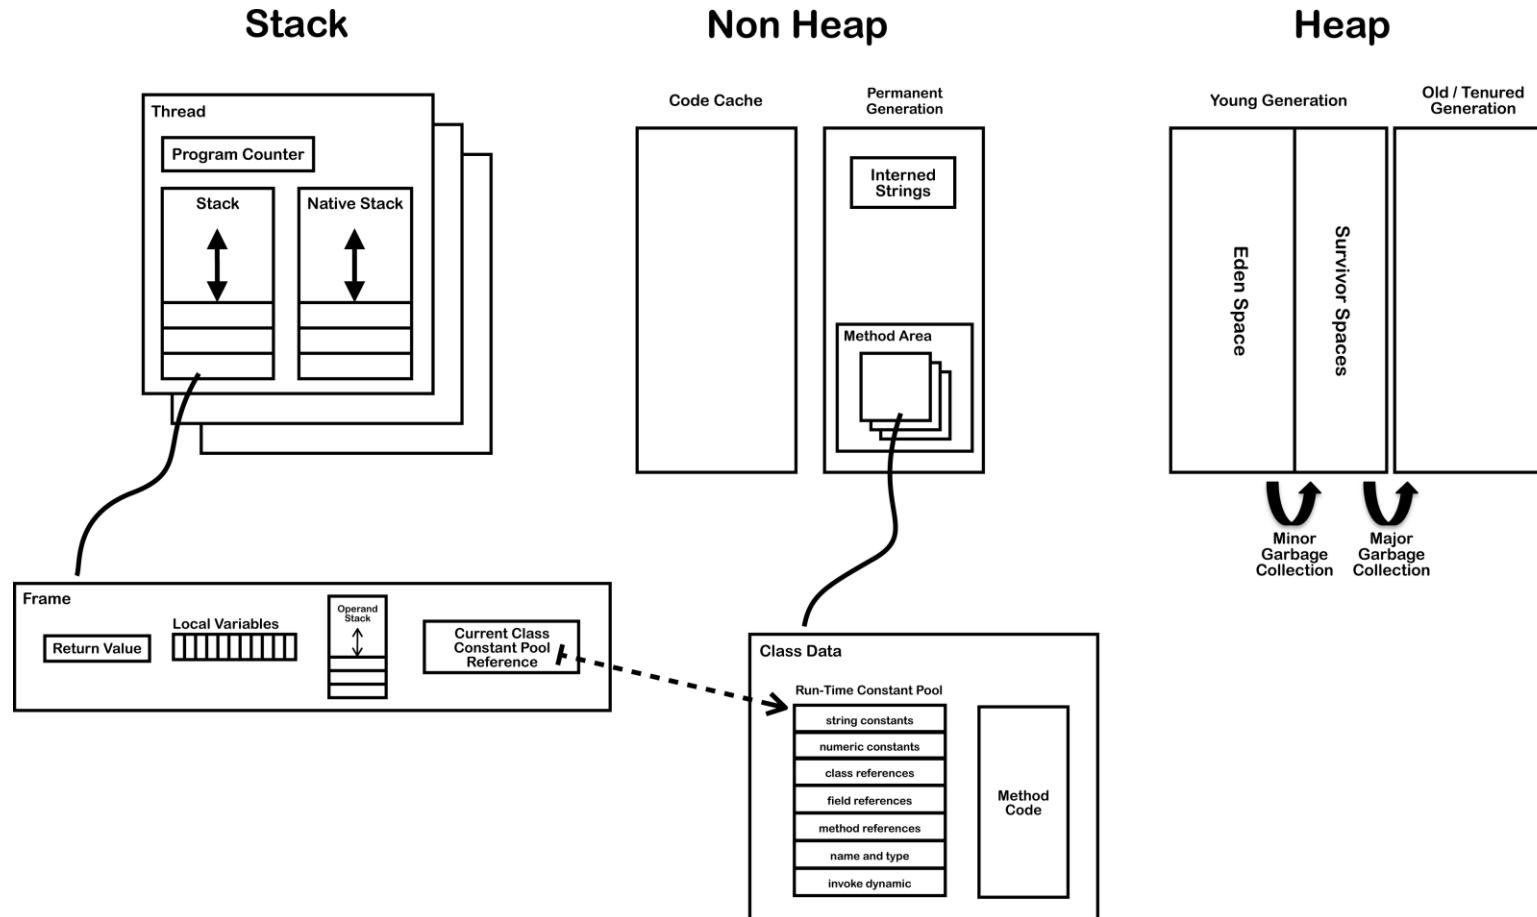 Stack
Non Heap
Heap
Thread
Program Counter
Stack
Native Stack
Code Cache
Permanent
Generation
Interned
Strings
Method Area
Young Generation
Old / Tenured
Generation
Eden Space
Survivor Spaces
Minor
Garbage
Collection
Major
Garbage
Collection
Frame
Return Value
Local Variables
Operand
Stack
Current Class
Constant Pool
Reference
Class Data
Run-Time Constant Pool
string constants
numeric constants
class references
field references
method references
name and type
invoke dynamic
Method
Code